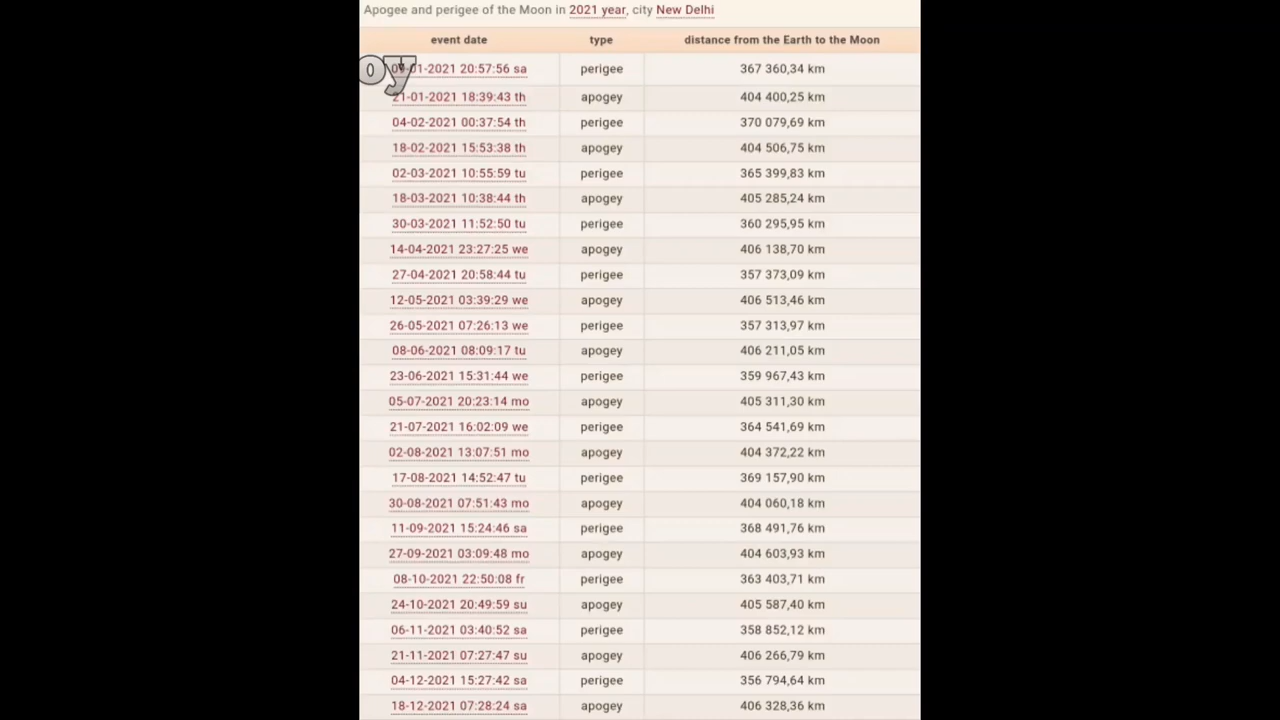 Apogee and perigee of the Moon in 2021 year, city New Delhi
event date type distance from the Earth to the Moon
oy
-01-2021 20:57:56 sa perigee 367 360,34 km
21-01-2021 18:39:43 th apogey 404 400,25 km
04-02-2021 00:37:54 th perigee 370 079,69 km
18-02-2021 15:53:38 th apogey 404 506,75 km
02-03-2021 10:55:59 tu perigee 365 399,83 km
18-03-2021 10:38:44 th apogey 405 285,24 km
30-03-2021 11:52:50 tu perigee 360 295,95 km
14-04-2021 23:27:25 we apogey 406 138,70 km
27-04-2021 20:58:44 tu perigee 357 373,09 km
12-05-2021 03:39:29 we apogey 406 513,46 km
26-05-2021 07:26:13 we perigee 357 313,97 km
08-06-2021 08:09:17 tu apogey 406 211,05 km
23-06-2021 15:31:44 we perigee 359 967,43 km
05-07-2021 20:23:14 mo apogey 405 311,30 km
21-07-2021 16:02:09 we perigee 364 541,69 km
02-08-2021 13:07:51 mo apogey 404 372,22 km
17-08-2021 14:52:47 tu perigee 369 157,90 km
30-08-2021 07:51:43 mo apogey 404 060,18 km
11-09-2021 15:24:46 sa perigee 368 491,76 km
27-09-2021 03:09:48 mo apogey 404 603,93 km
08-10-2021 22:50:08 fr perigee 363 403,71 km
24-10-2021 20:49:59 su apogey 405 587,40 km
06-11-2021 03:40:52 sa perigee 358 852,12 km
21-11-2021 07:27:47 su apogey 406 266,79 km
04-12-2021 15:27:42 sa perigee 356 794,64 km
18-12-2021 07:28:24 sa apogey 406 328,36 km